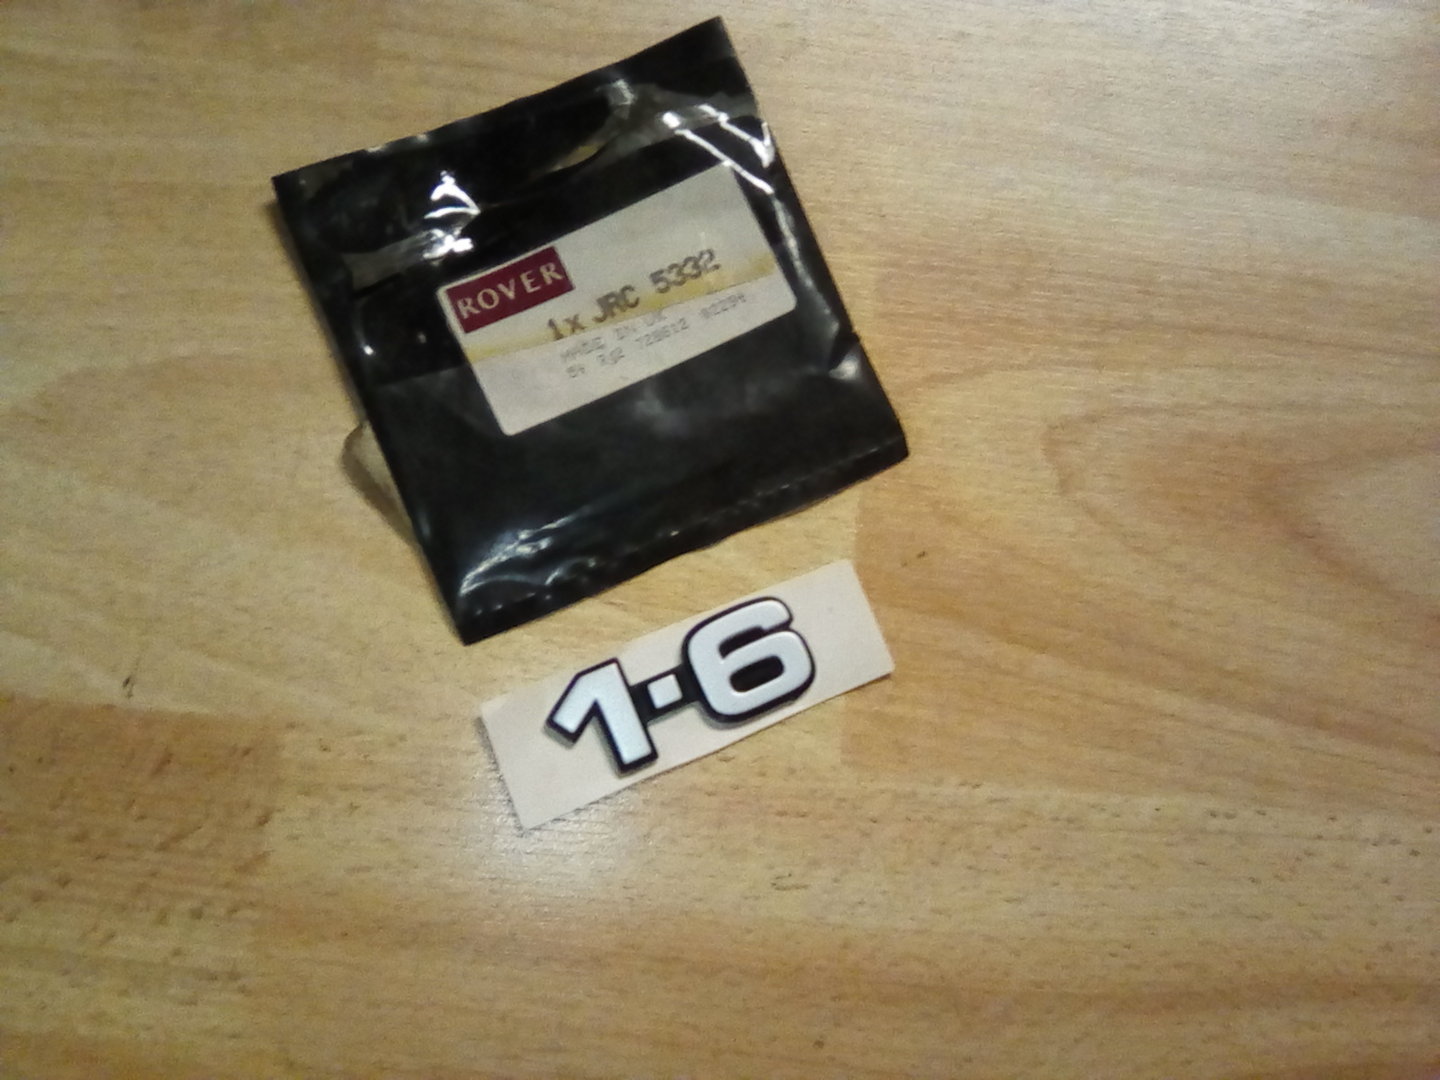 ROVER
1x JRC 5332
MADE IN UK
1·6